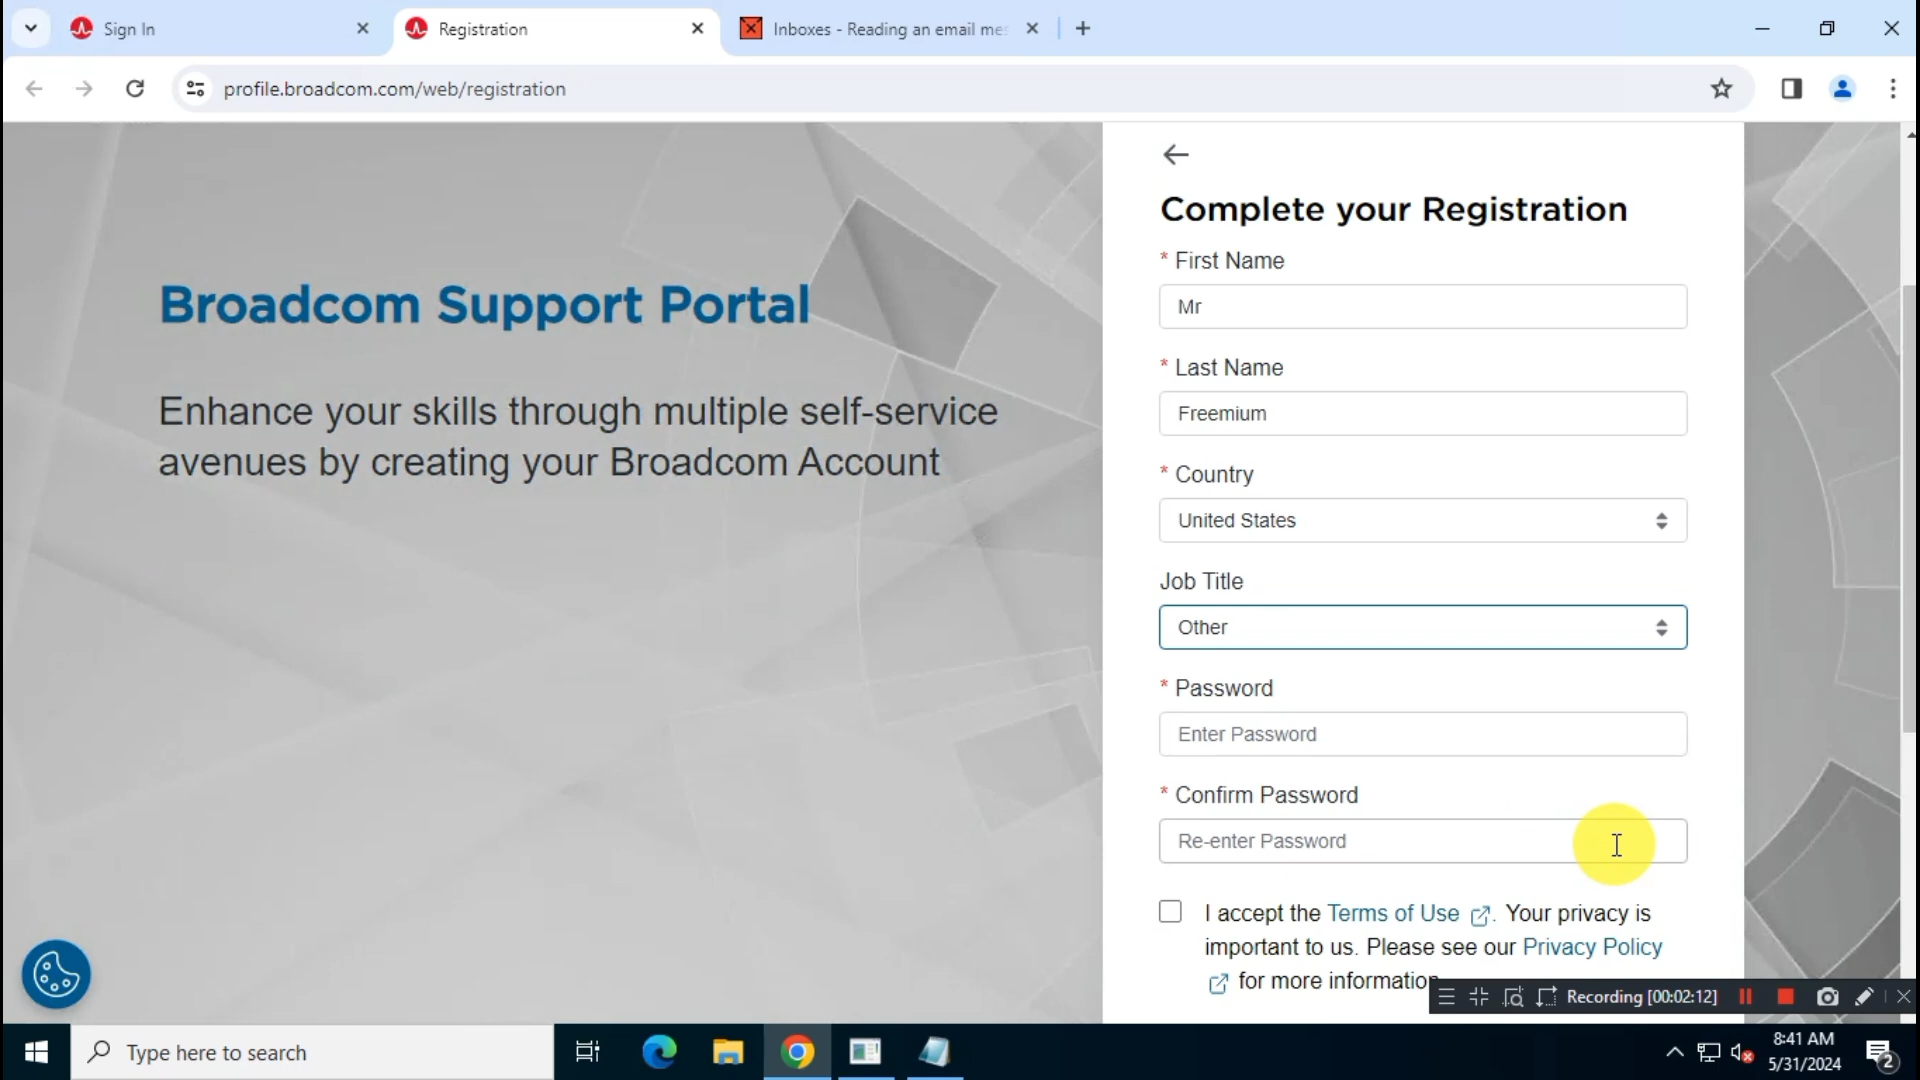 Sign In
Registration
Inboxes - Reading an email me
profile.broadcom.com/web/registration
Broadcom Support Portal
Enhance your skills through multiple self-service
avenues by creating your Broadcom Account
Complete your Registration
* First Name
Mr
* Last Name
Freemium
* Country
United States
Job Title
Other
* Password
Enter Password
* Confirm Password
Re-enter Password
I accept the Terms of Use . Your privacy is
important to us. Please see our Privacy Policy
for more information
Recording [00:02:12]
Type here to search
8:41 AM
5/31/2024
2